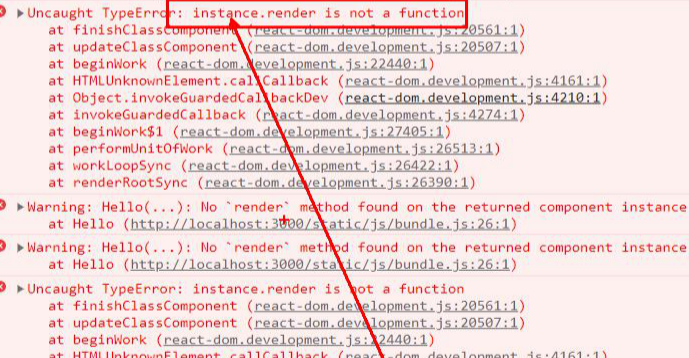 ▶Uncaught TypeError: instance.render is not a function
at finishClassComponent (react-dom.development.js:20561:1)
at updateClassComponent (react-dom.development.js:20507:1)
at beginWork (react-dom.development.js:22440:1)
at HTMLUnknownElement.callCallback (react-dom.development.js:4161:1)
at Object.invokeGuardedCallbackDev (react-dom.development.js:4210:1)
at invokeGuardedCallback (react-dom.development.js:4274:1)
at beginWork$1 (react-dom.development.js:27405:1)
at performUnitOfWork (react-dom.development.js:26513:1)
at workLoopSync (react-dom.development.js:26422:1)
at renderRootSync (react-dom.development.js:26390:1)
▶Warning: Hello(...): No `render` method found on the returned component instance
at Hello (http://localhost:3000/static/js/bundle.js:26:1)
▶Warning: Hello(...): No `render` method found on the returned component instance
at Hello (http://localhost:3000/static/js/bundle.js:26:1)
▶Uncaught TypeError: instance.render is not a function
at finishClassComponent (react-dom.development.js:20561:1)
at updateClassComponent (react-dom.development.js:20507:1)
at beginWork (react-dom.development.js:22440:1)
at HTMLUnknownElement.callCallback (react-dom.development.js:4161:1)